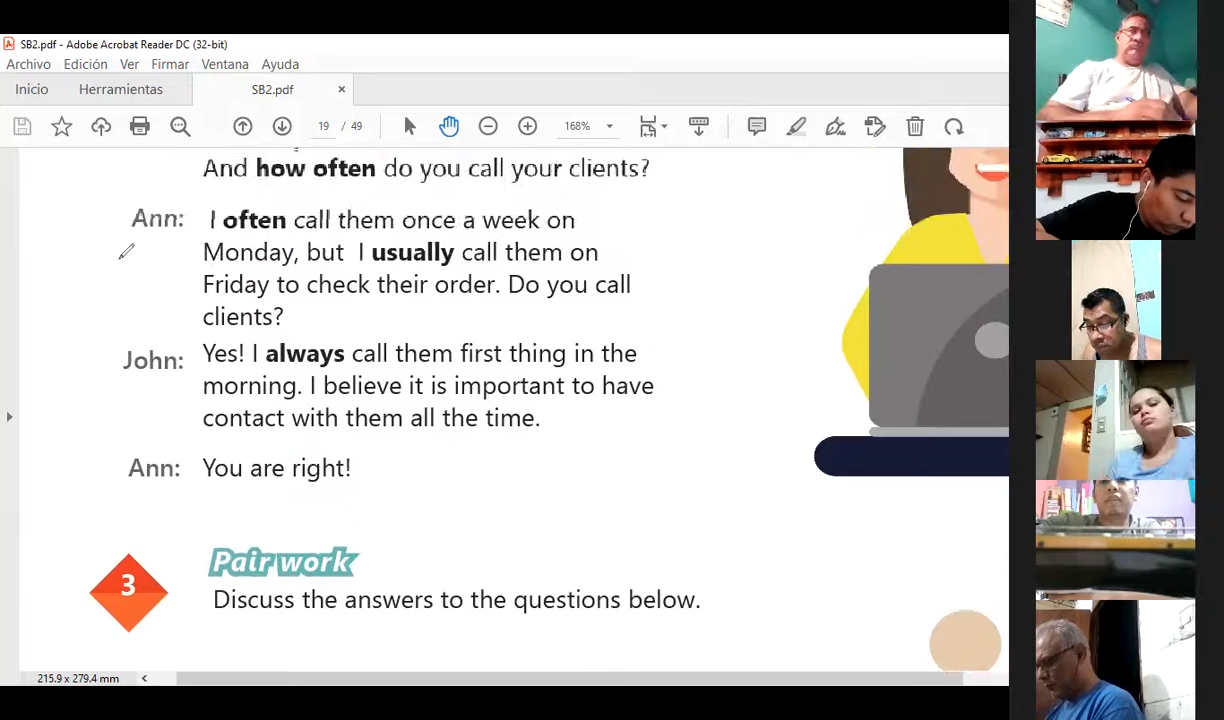 SB2.pdf - Adobe Acrobat Reader DC (32-bit)
Archivo Edición Ver Firmar Ventana Ayuda
Inicio Herramientas SB2.pdf ×
19 / 49 168%
And how often do you call your clients?
Ann: I often call them once a week on
Monday, but I usually call them on
Friday to check their order. Do you call
clients?
John: Yes! I always call them first thing in the
morning. I believe it is important to have
contact with them all the time.
Ann: You are right!
3 Pair work
Discuss the answers to the questions below.
215.9 x 279.4 mm